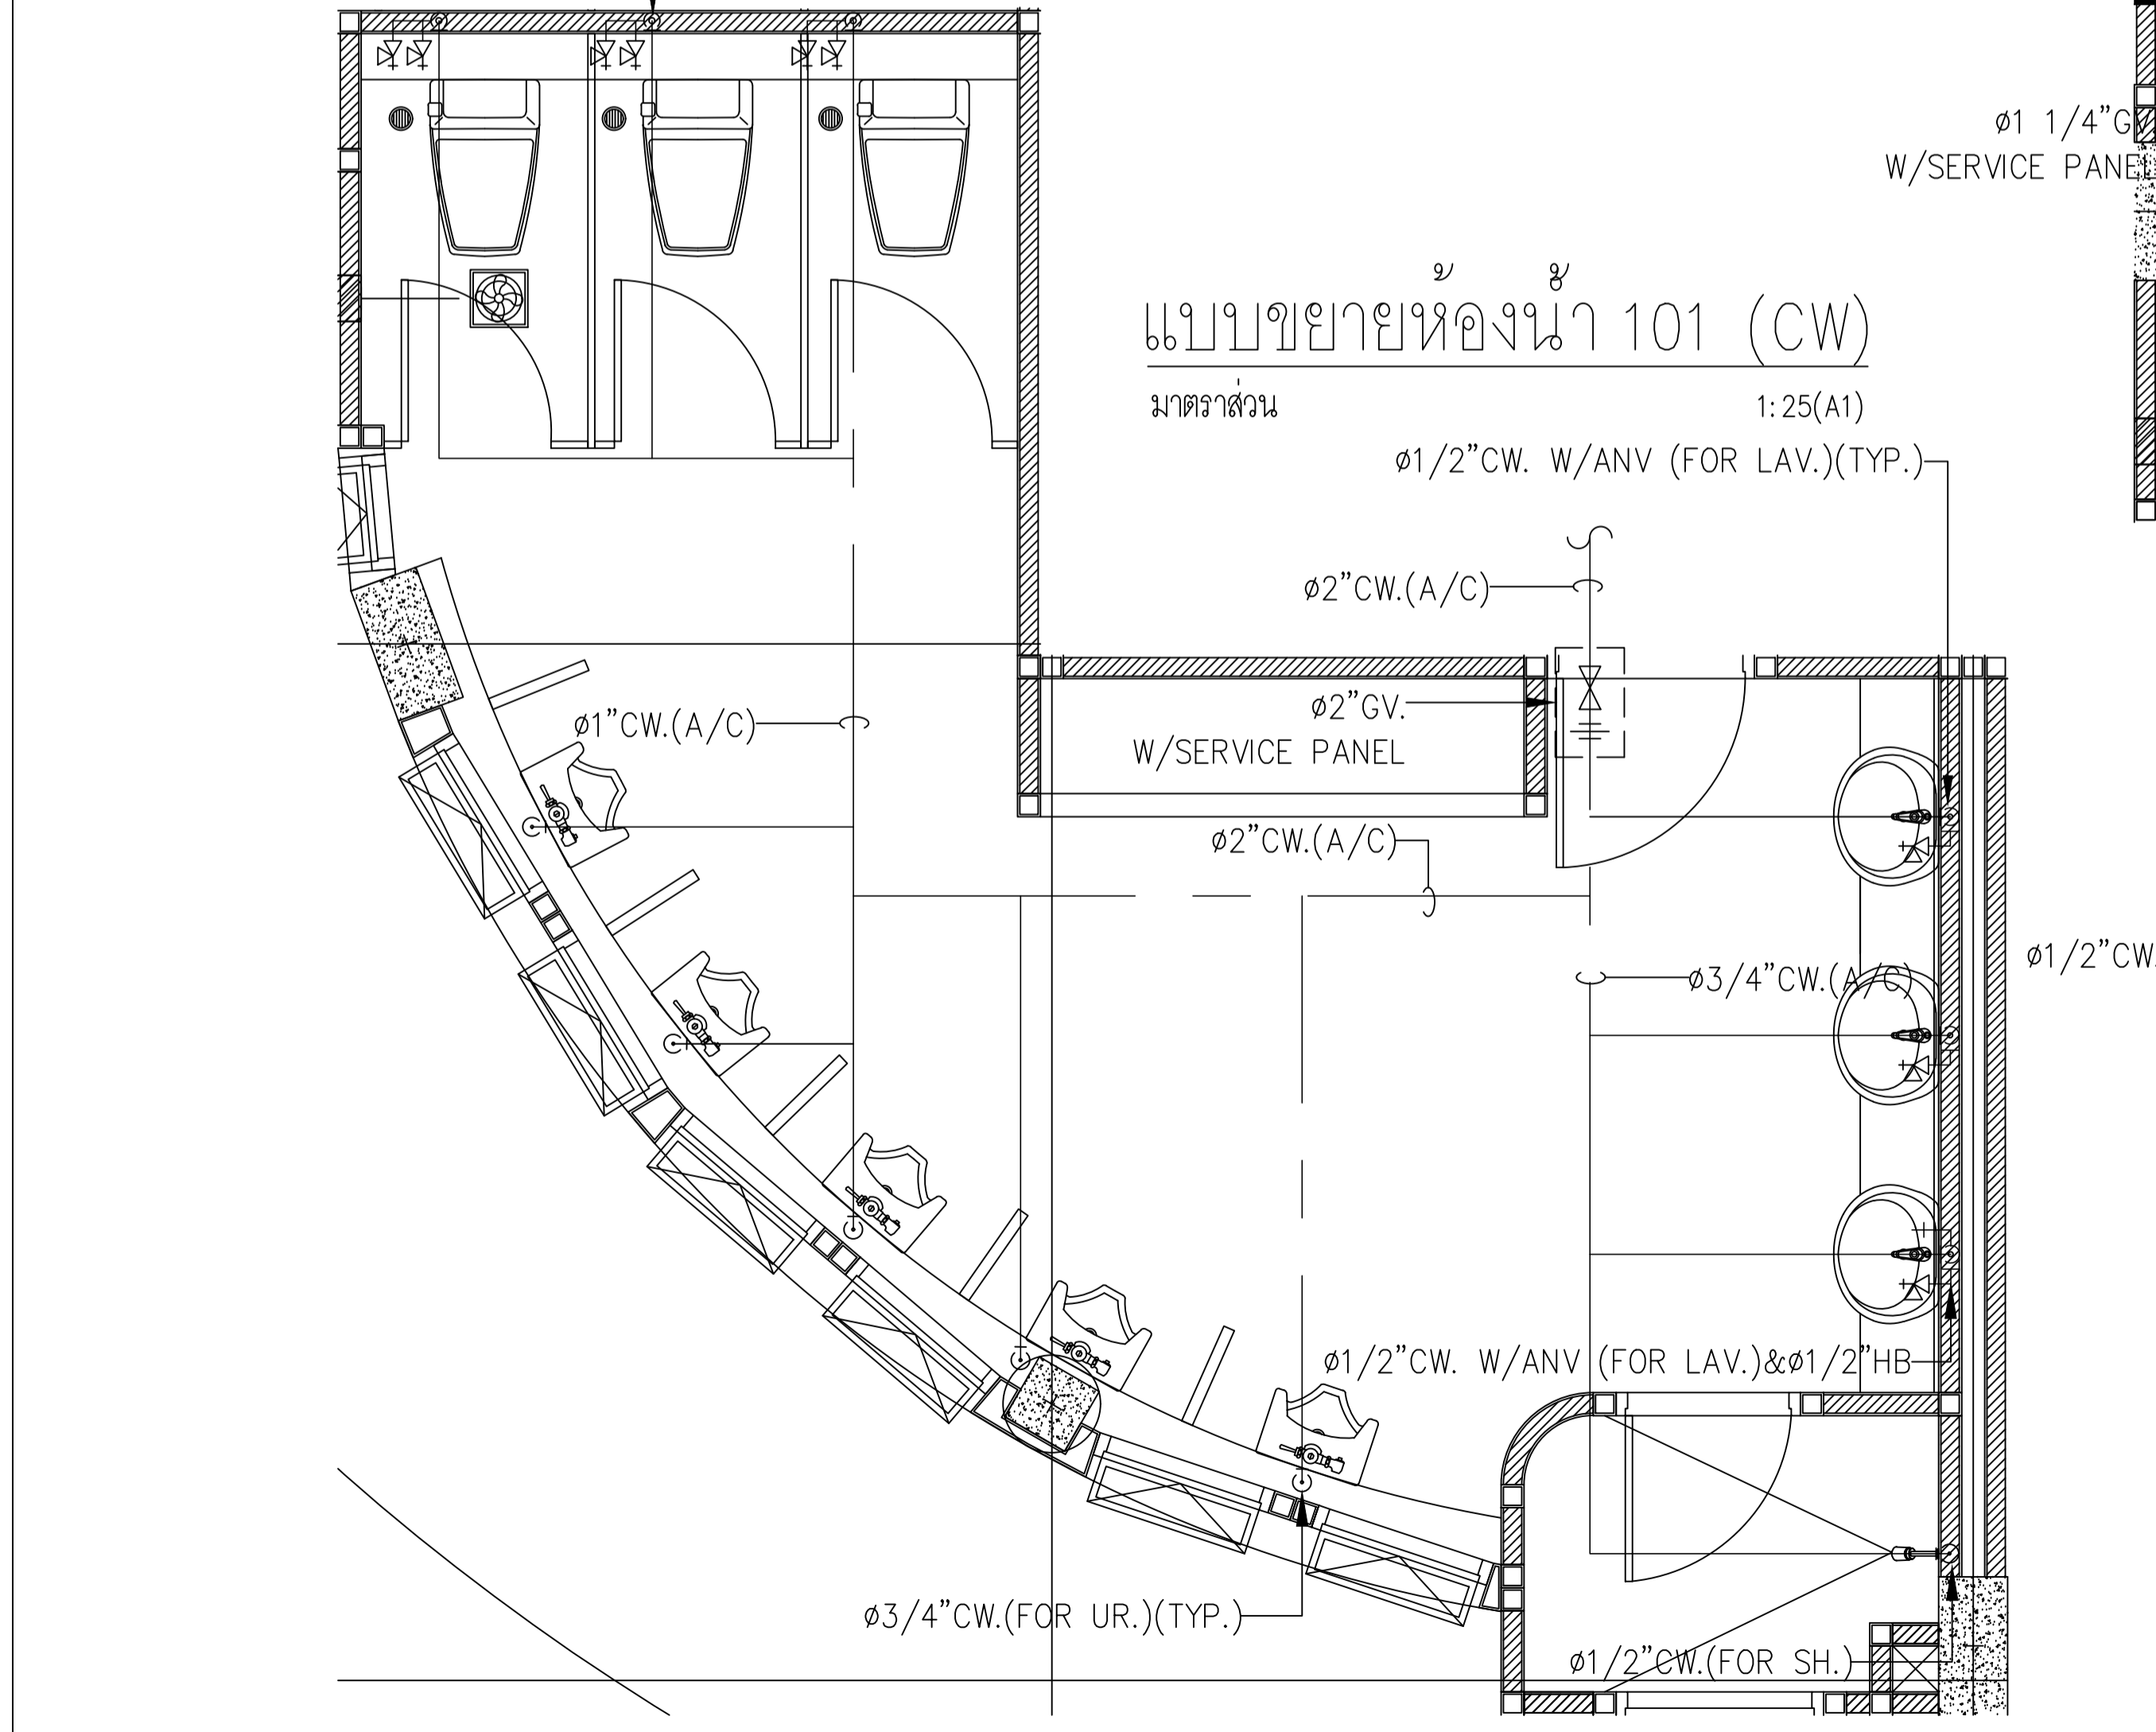 ø1 1/4"GV
W/SERVICE PANEL
แบบขยายห้องน้ำ 101 (CW)
มาตราส่วน 1:25(A1)
ø1/2"CW. W/ANV (FOR LAV.)(TYP.)
ø2"CW.(A/C)
ø1"CW.(A/C)
ø2"GV.
W/SERVICE PANEL
ø2"CW.(A/C)
ø1/2"CW.
ø3/4"CW.(A/C)
ø1/2"CW. W/ANV (FOR LAV.)&ø1/2"HB
ø3/4"CW.(FOR UR.)(TYP.)
ø1/2"CW.(FOR SH.)